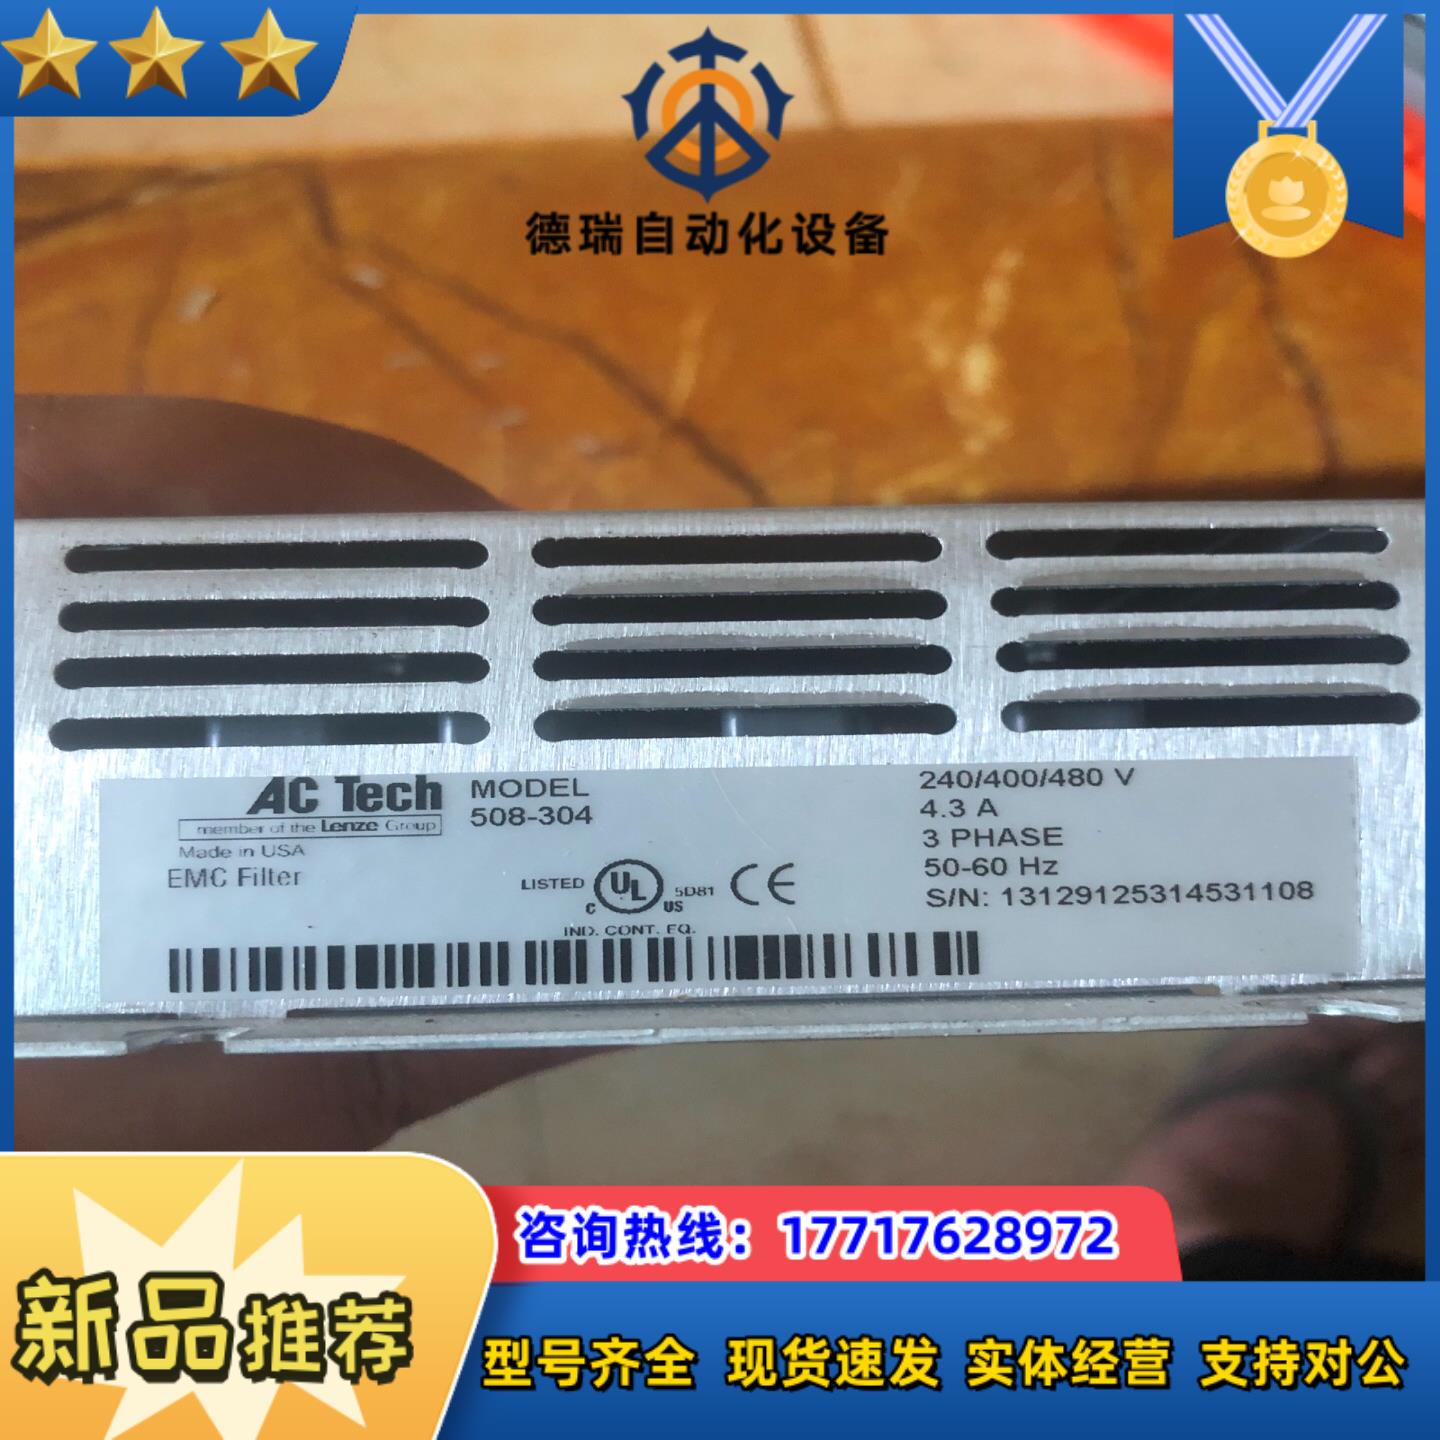 德瑞自动化设备
AC Tech
member of the Lenze Group
Made in USA
EMC Filter
MODEL
508-304
LISTED
UL
C
US
5D81
CE
IND. CONT. EQ.
240/400/480 V
4.3 A
3 PHASE
50-60 Hz
S/N: 13129125314531108
咨询热线：17717628972
新品推荐
型号齐全 现货速发 实体经营 支持对公